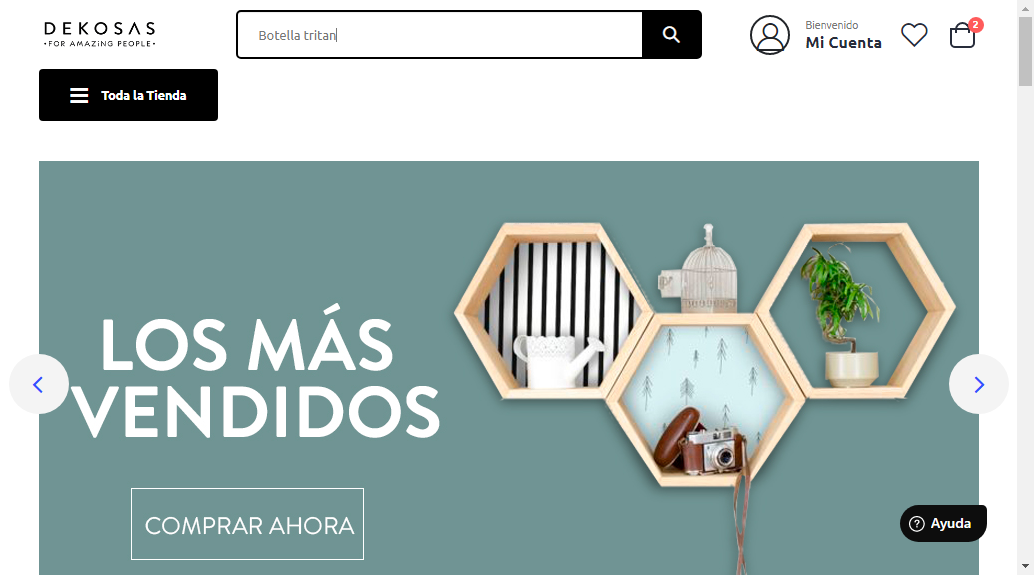 DEKOSAS
•FOR AMAZiNG PEOPLE•
Botella tritan
Bienvenido
Mi Cuenta
2
Toda la Tienda
LOS MÁS
VENDIDOS
COMPRAR AHORA
Ayuda